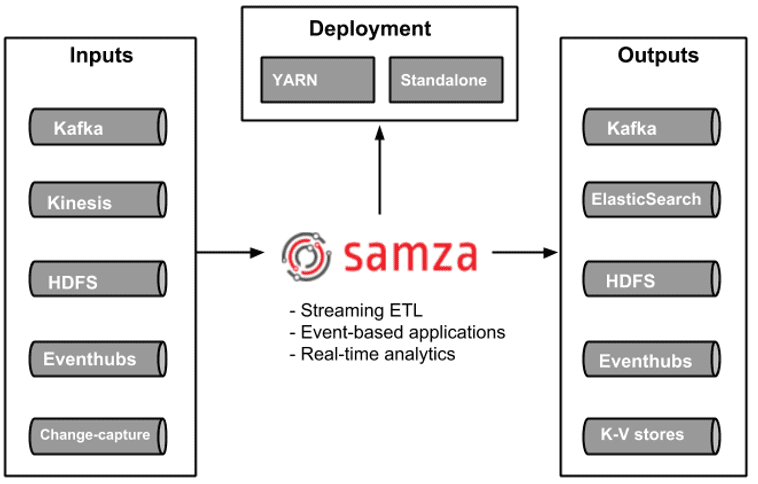 Deployment
YARN
Standalone
Inputs
Kafka
Kinesis
HDFS
Eventhubs
Change-capture
samza
- Streaming ETL
- Event-based applications
- Real-time analytics
Outputs
Kafka
ElasticSearch
HDFS
Eventhubs
K-V stores